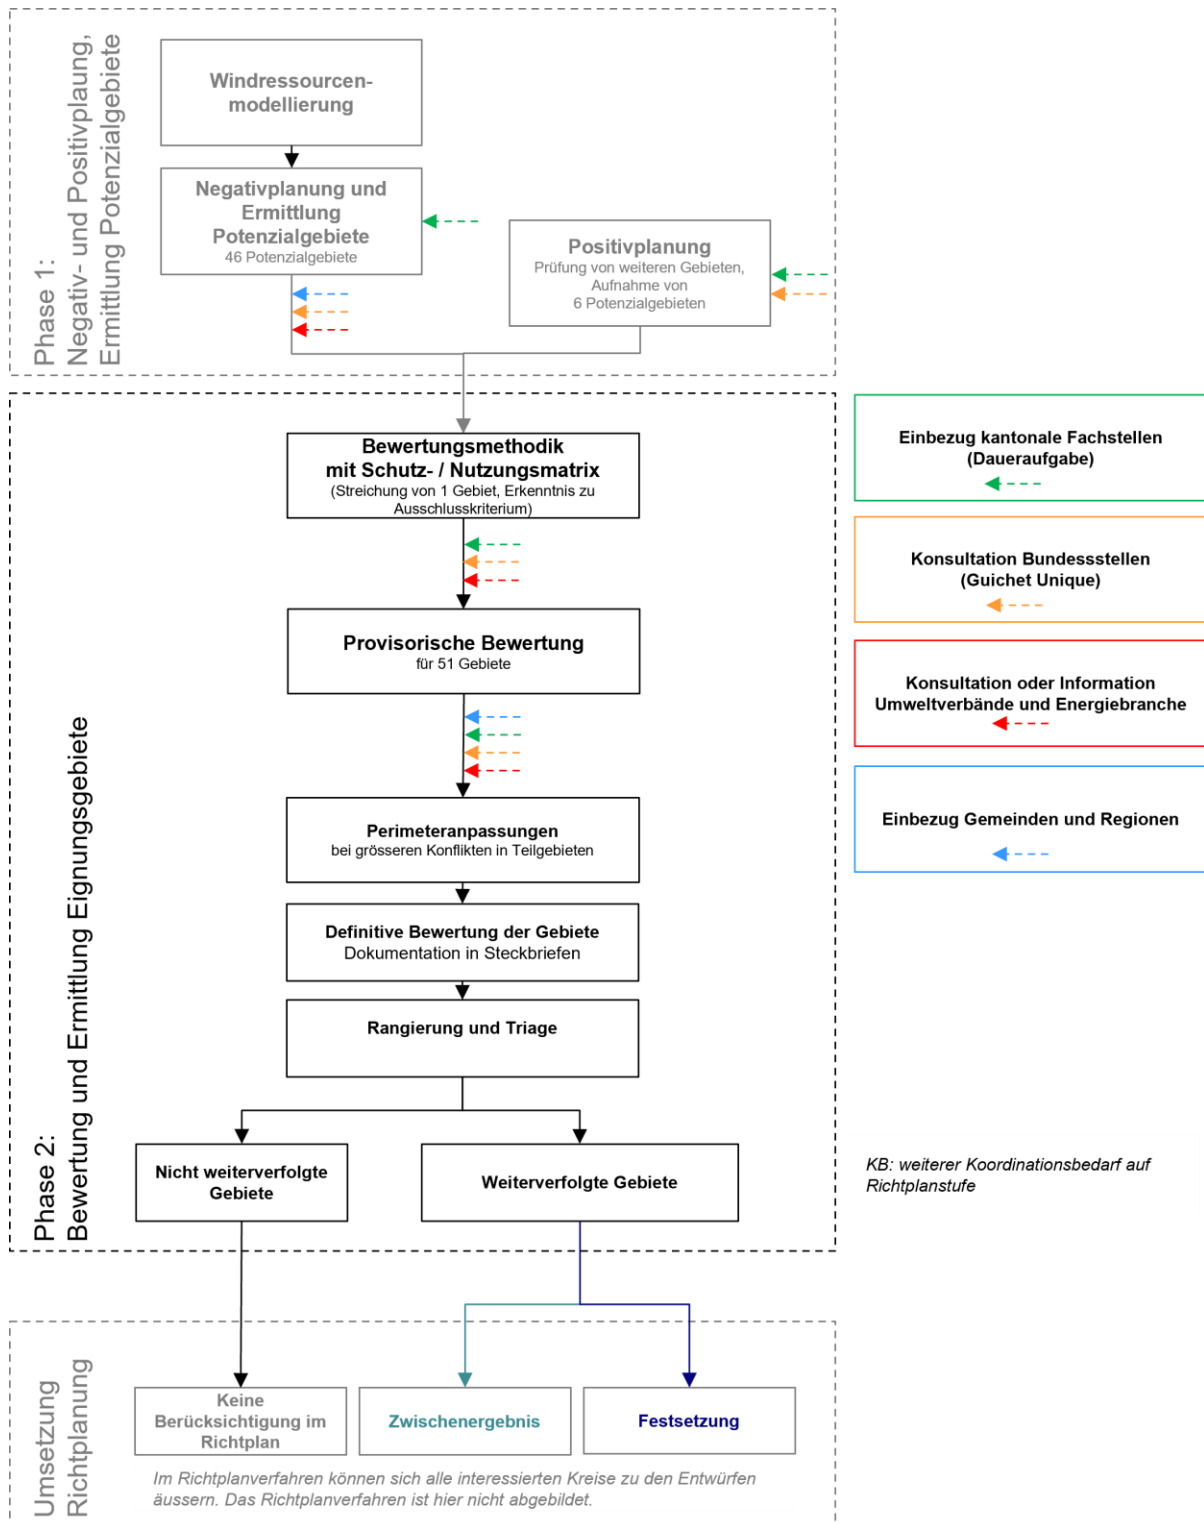 Phase 1:
Negativ- und Positivplaung,
Ermittlung Potenzialgebiete
Windressourcen-
modellierung
Negativplanung und
Ermittlung
Potenzialgebiete
46 Potenzialgebiete
Positivplanung
Prüfung von weiteren Gebieten,
Aufnahme von
6 Potenzialgebieten
Phase 2:
Bewertung und Ermittlung Eignungsgebiete
Bewertungsmethodik
mit Schutz- / Nutzungsmatrix
(Streichung von 1 Gebiet, Erkenntnis zu
Ausschlusskriterium)
Provisorische Bewertung
für 51 Gebiete
Perimeteranpassungen
bei grösseren Konflikten in Teilgebieten
Definitive Bewertung der Gebiete
Dokumentation in Steckbriefen
Rangierung und Triage
Nicht weiterverfolgte
Gebiete
Weiterverfolgte Gebiete
Einbezug kantonale Fachstellen
(Daueraufgabe)
Konsultation Bundessstellen
(Guichet Unique)
Konsultation oder Information
Umweltverbände und Energiebranche
Einbezug Gemeinden und Regionen
KB: weiterer Koordinationsbedarf auf
Richtplanstufe
Umsetzung
Richtplanung
Keine
Berücksichtigung im
Richtplan
Zwischenergebnis
Festsetzung
Im Richtplanverfahren können sich alle interessierten Kreise zu den Entwürfen
äussern. Das Richtplanverfahren ist hier nicht abgebildet.